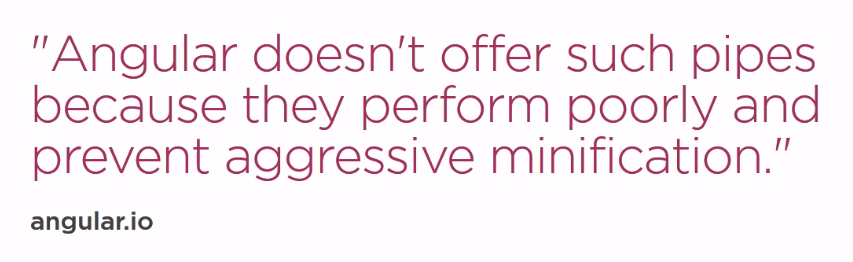 "Angular doesn't offer such pipes
because they perform poorly and
prevent aggressive minification."
angular.io